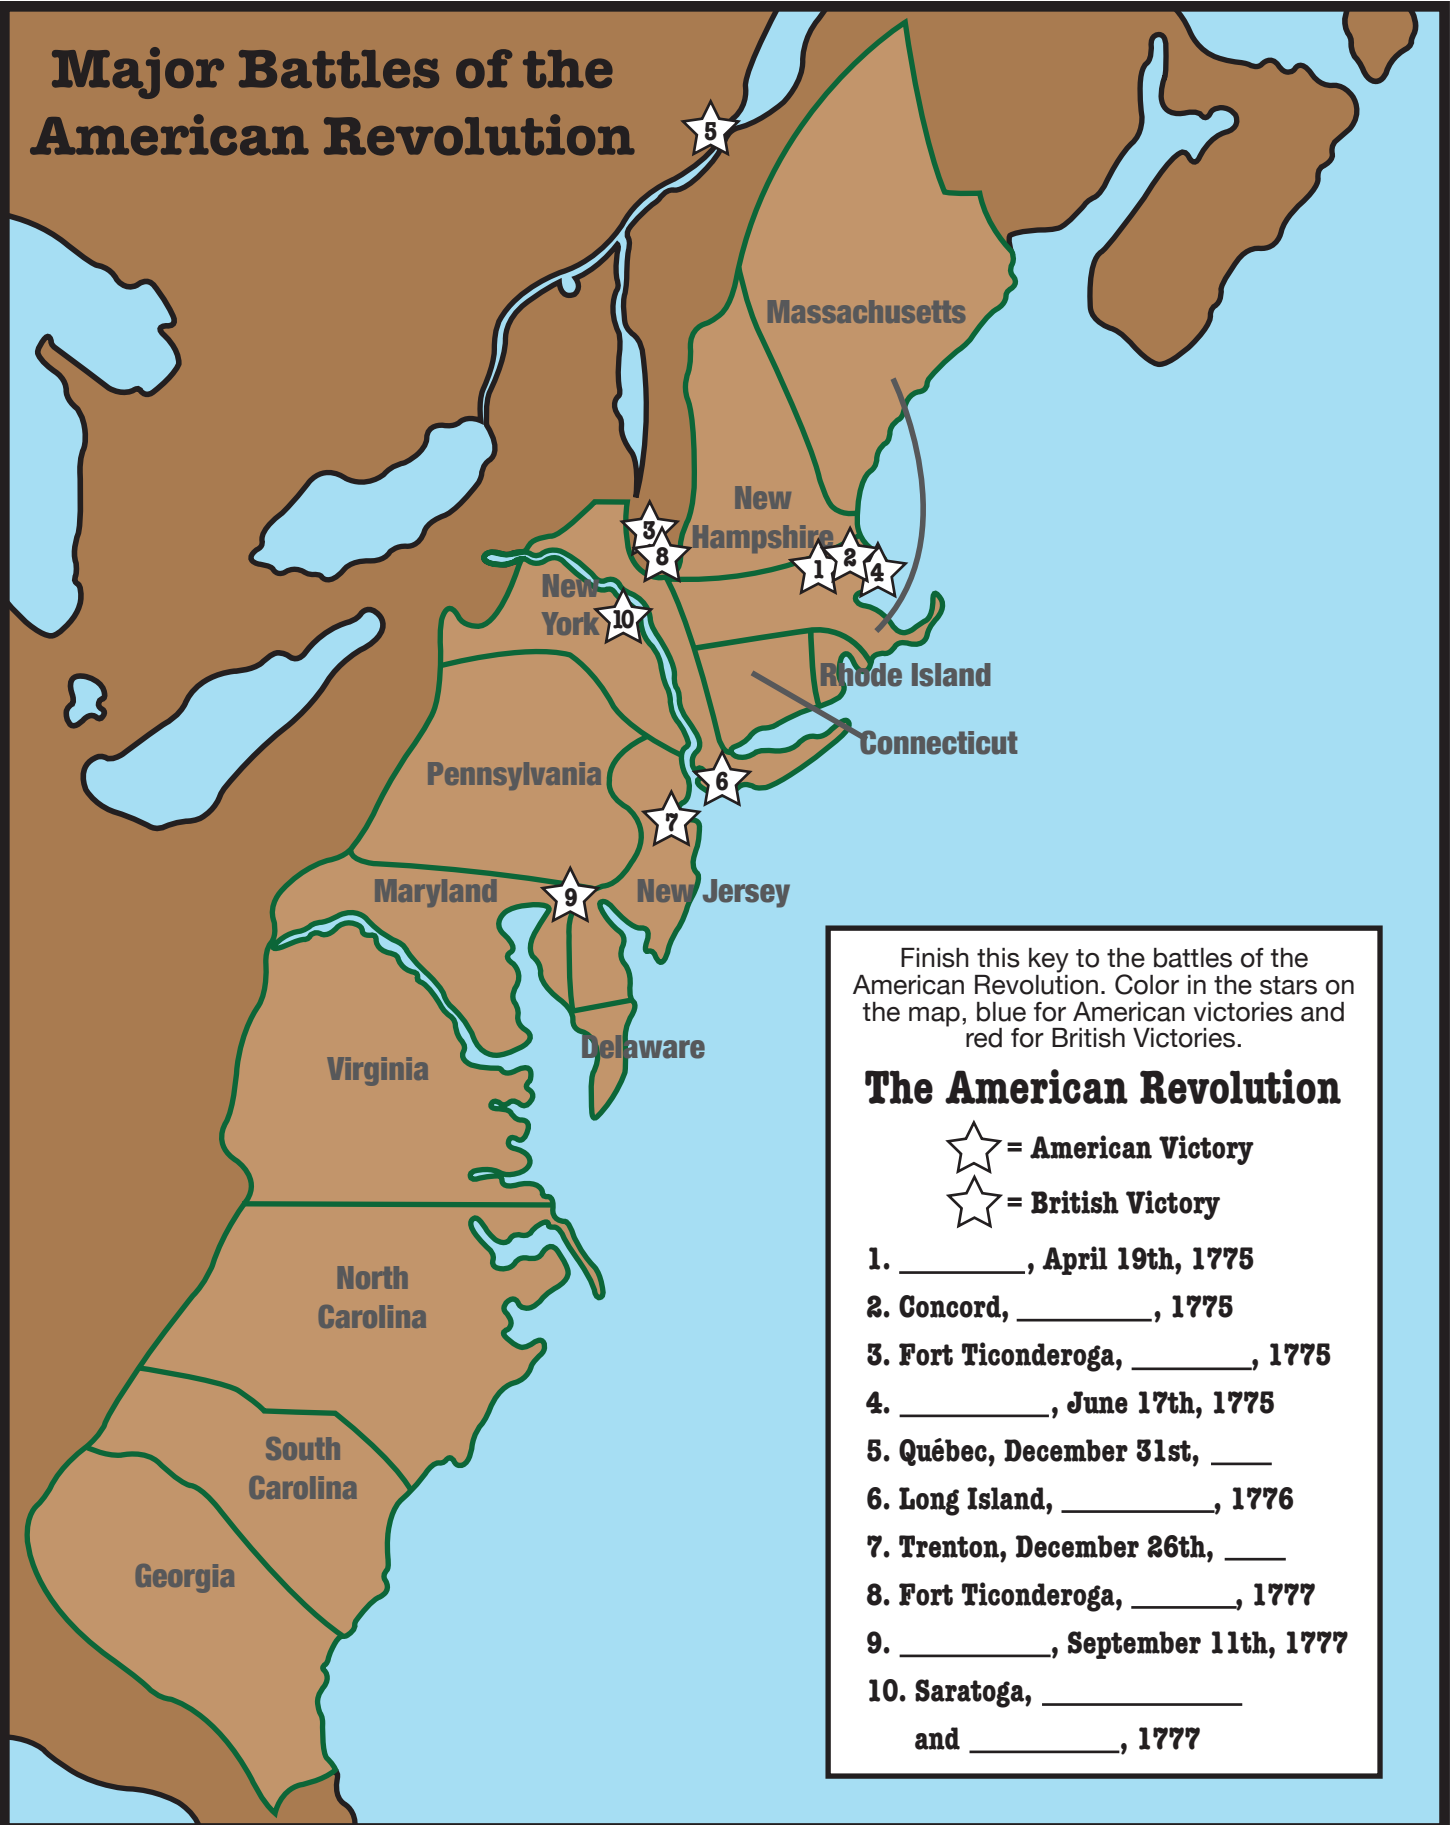 Major Battles of the
American Revolution
5
Massachusetts
New
Hampshire
3
8
1
2
4
New
York
10
Rhode Island
Connecticut
Pennsylvania
6
7
Maryland
9
New Jersey
Delaware
Virginia
North
Carolina
South
Carolina
Georgia
Finish this key to the battles of the
American Revolution. Color in the stars on
the map, blue for American victories and
red for British Victories.
The American Revolution
= American Victory
= British Victory
1. _________, April 19th, 1775
2. Concord, _________, 1775
3. Fort Ticonderoga, ________, 1775
4. __________, June 17th, 1775
5. Québec, December 31st, ____
6. Long Island, __________, 1776
7. Trenton, December 26th, ____
8. Fort Ticonderoga, _______, 1777
9. __________, September 11th, 1777
10. Saratoga, _____________
and __________, 1777